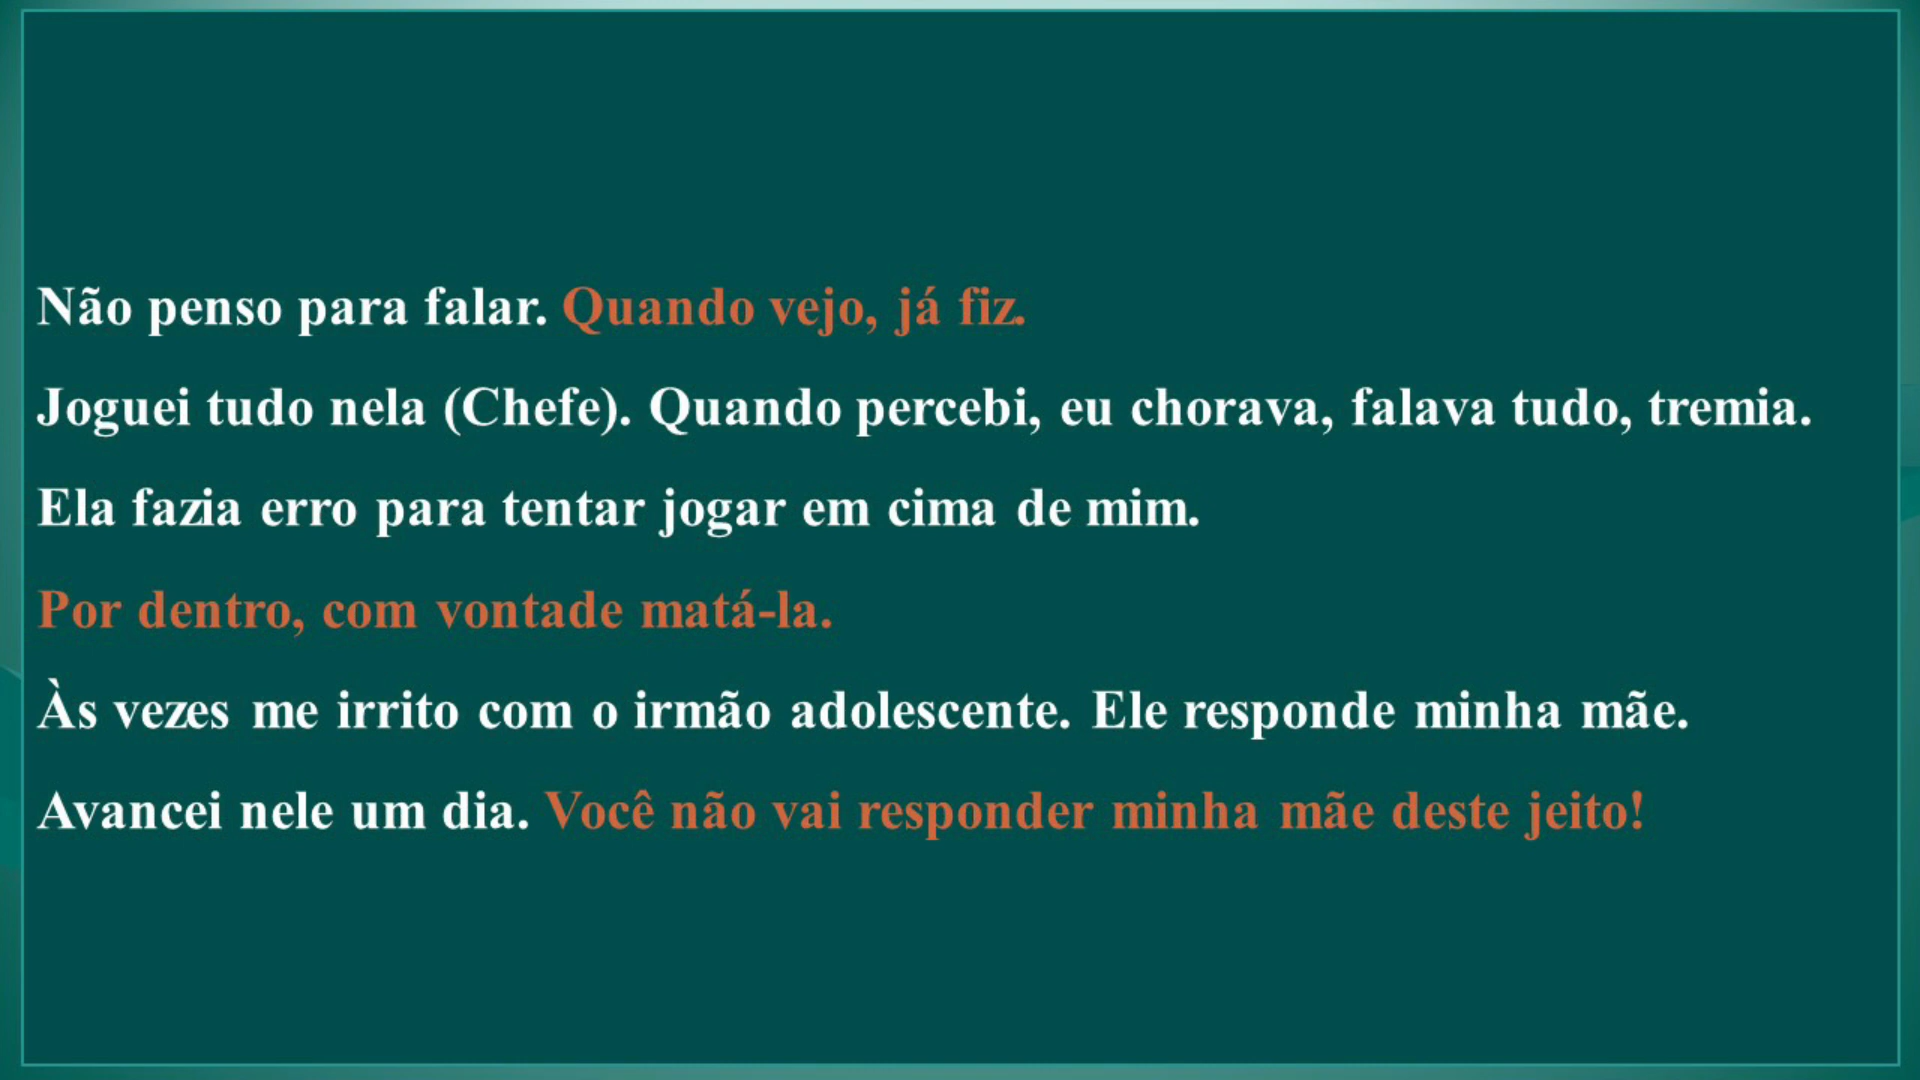 Não penso para falar. Quando vejo, já fiz.
Joguei tudo nela (Chefe). Quando percebi, eu chorava, falava tudo, tremia.
Ela fazia erro para tentar jogar em cima de mim.
Por dentro, com vontade matá-la.
Às vezes me irrito com o irmão adolescente. Ele responde minha mãe.
Avancei nele um dia. Você não vai responder minha mãe deste jeito!